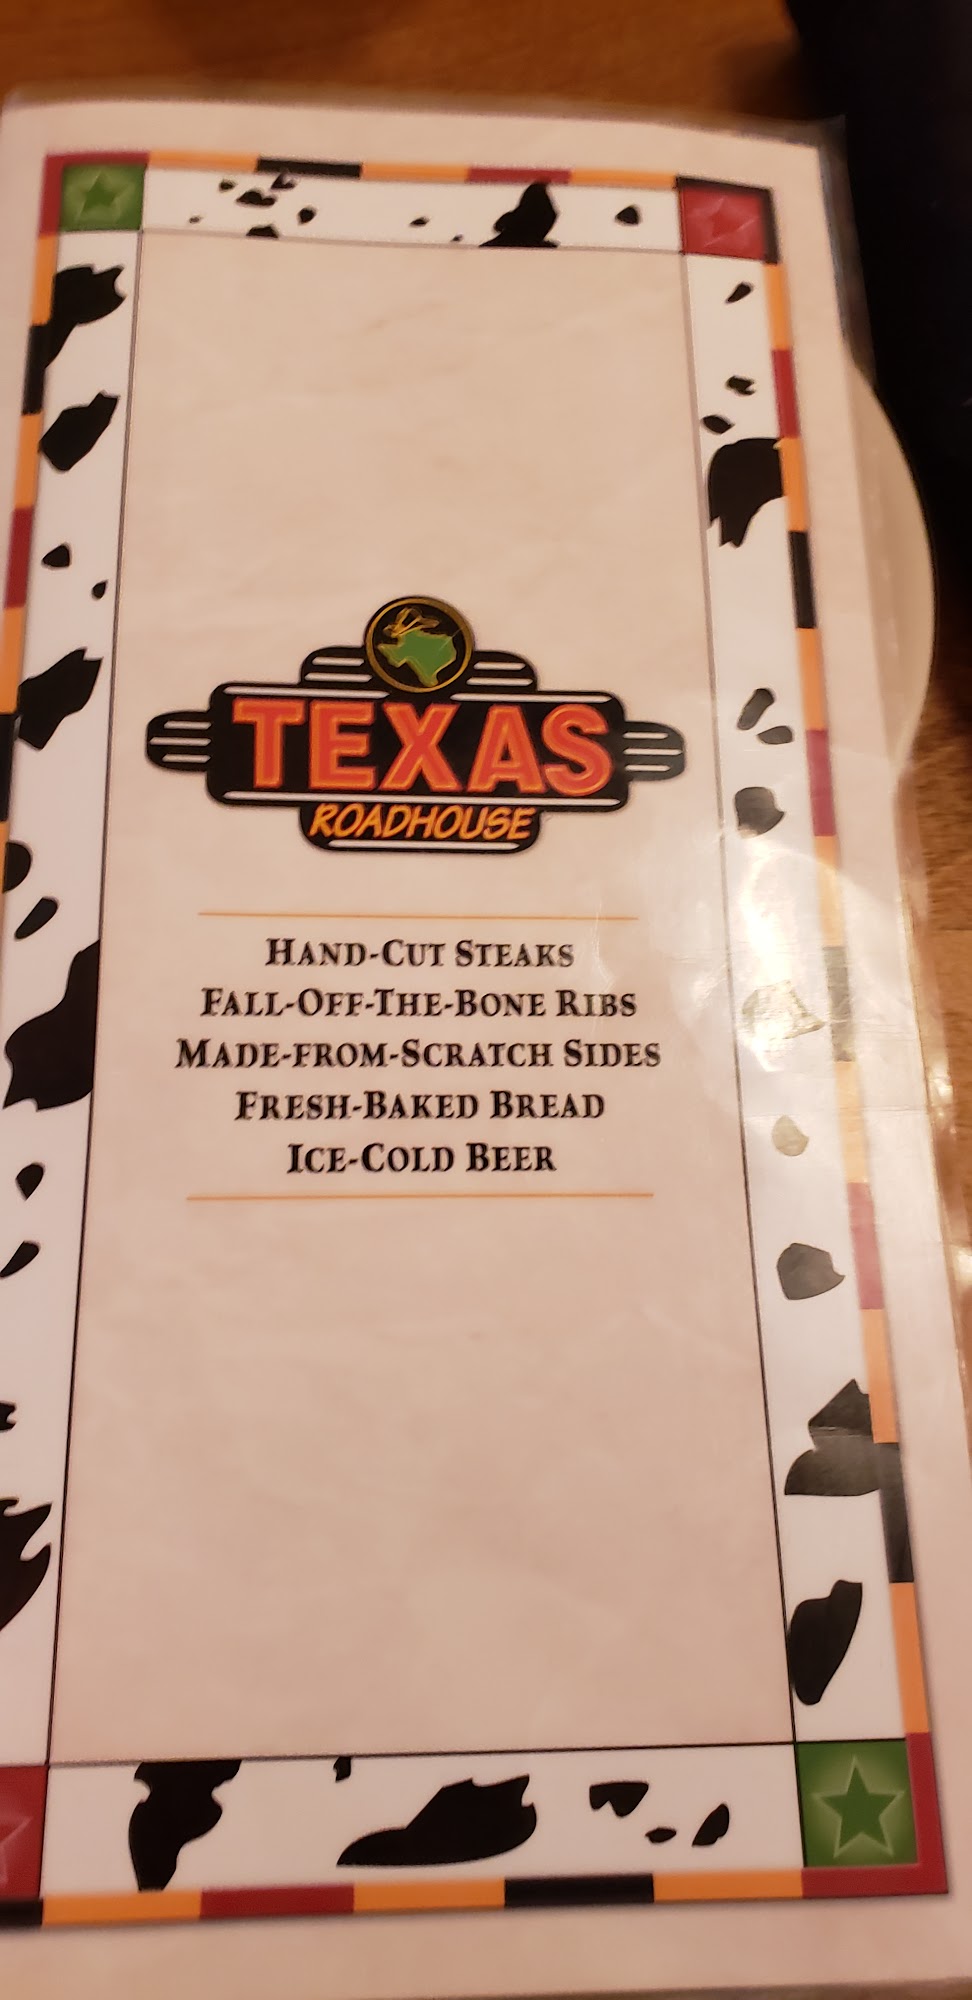 TEXAS
ROADHOUSE
HAND-CUT STEAKS
FALL-OFF-THE-BONE RIBS
MADE-FROM-SCRATCH SIDES
FRESH-BAKED BREAD
ICE-COLD BEER